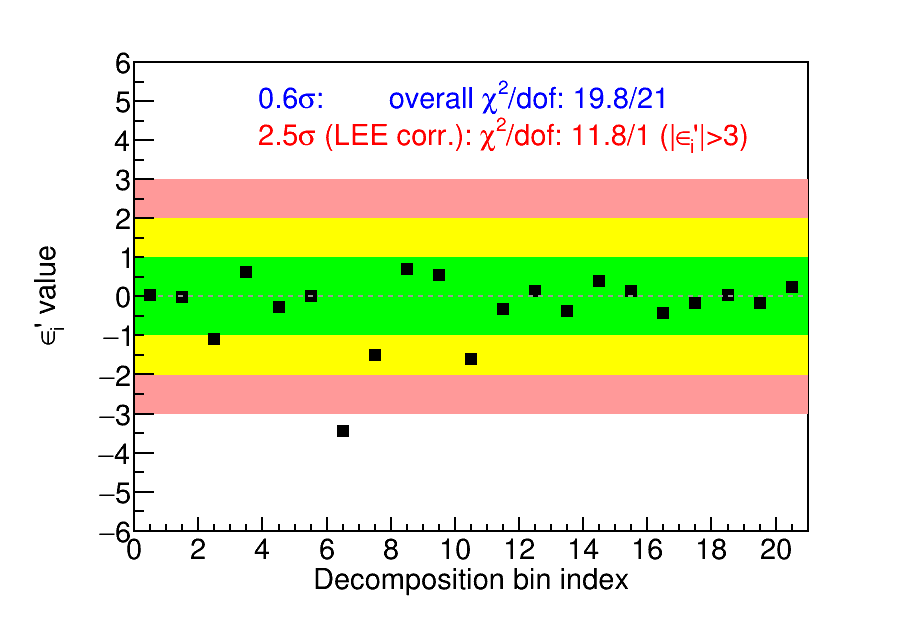 6
5
4
3
2
1
0
−1
−2
−3
−4
−5
−6
0.6σ: overall χ²/dof: 19.8/21
2.5σ (LEE corr.): χ²/dof: 11.8/1 (|ϵᵢ'|>3)
ϵᵢ' value
0 2 4 6 8 10 12 14 16 18 20
Decomposition bin index